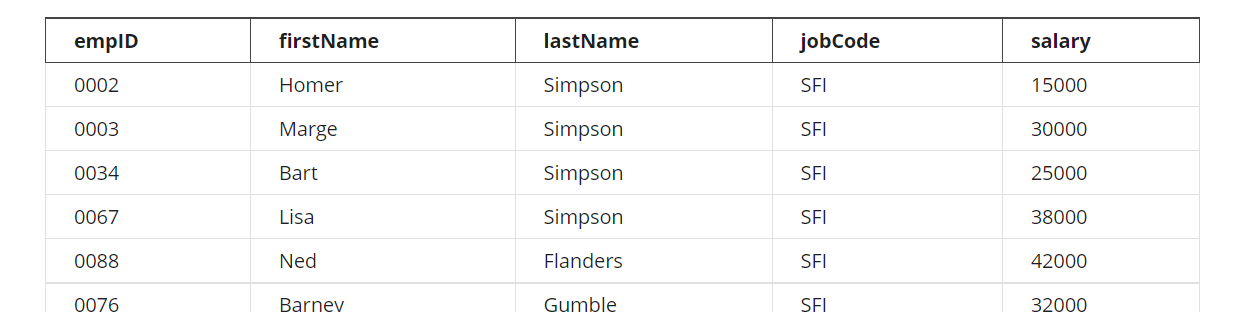 empID firstName lastName jobCode salary
0002 Homer Simpson SFI 15000
0003 Marge Simpson SFI 30000
0034 Bart Simpson SFI 25000
0067 Lisa Simpson SFI 38000
0088 Ned Flanders SFI 42000
0076 Barney Gumble SFI 32000